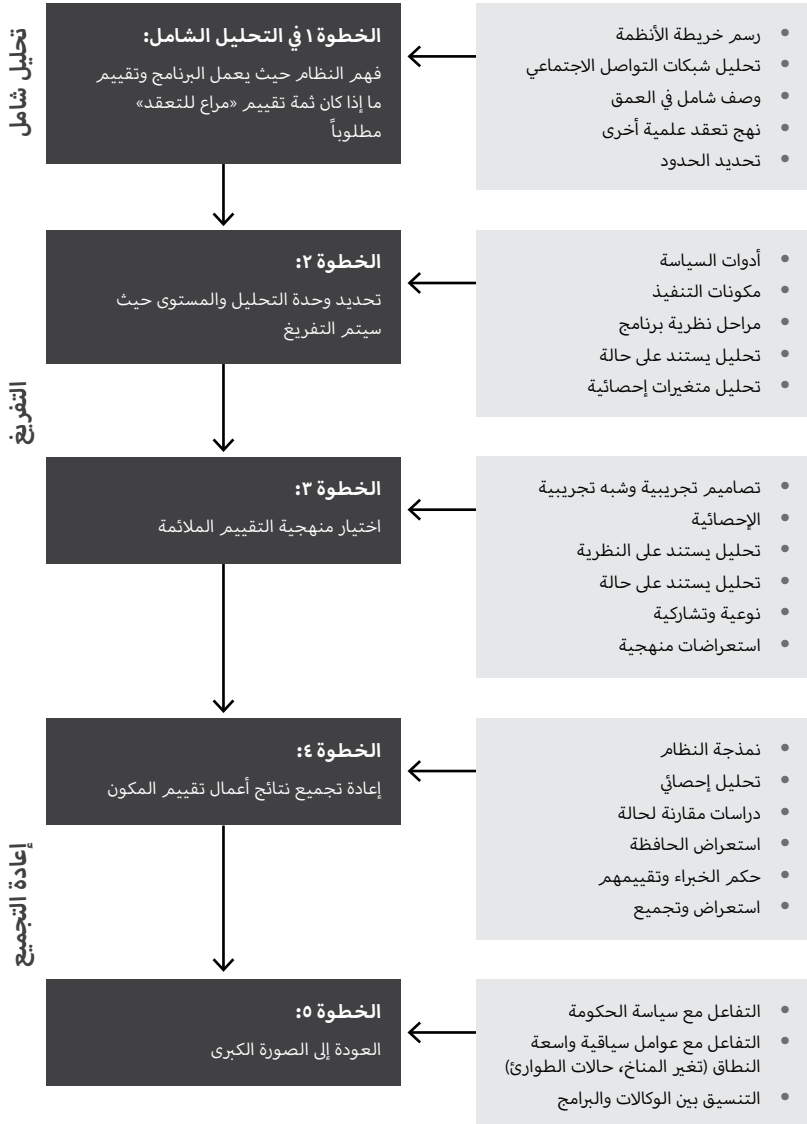 تحليل شامل
الخطوة ١ في التحليل الشامل:
فهم النظام حيث يعمل البرنامج وتقييم
ما إذا كان ثمة تقييم «مراع للتعقد»
مطلوباً
• رسم خريطة الأنظمة
• تحليل شبكات التواصل الاجتماعي
• وصف شامل في العمق
• نهج تعقد علمية أخرى
• تحديد الحدود
التفريغ
الخطوة ٢:
تحديد وحدة التحليل والمستوى حيث
سيتم التفريغ
• أدوات السياسة
• مكونات التنفيذ
• مراحل نظرية برنامج
• تحليل يستند على حالة
• تحليل متغيرات إحصائية
الخطوة ٣:
اختيار منهجية التقييم الملائمة
• تصاميم تجريبية وشبه تجريبية
• الإحصائية
• تحليل يستند على النظرية
• تحليل يستند على حالة
• نوعية وتشاركية
• استعراضات منهجية
إعادة التجميع
الخطوة ٤:
إعادة تجميع نتائج أعمال تقييم المكون
• نمذجة النظام
• تحليل إحصائي
• دراسات مقارنة لحالة
• استعراض الحافظة
• حكم الخبراء وتقييمهم
• استعراض وتجميع
الخطوة ٥:
العودة إلى الصورة الكبرى
• التفاعل مع سياسة الحكومة
• التفاعل مع عوامل سياقية واسعة
النطاق (تغير المناخ، حالات الطوارئ)
• التنسيق بين الوكالات والبرامج